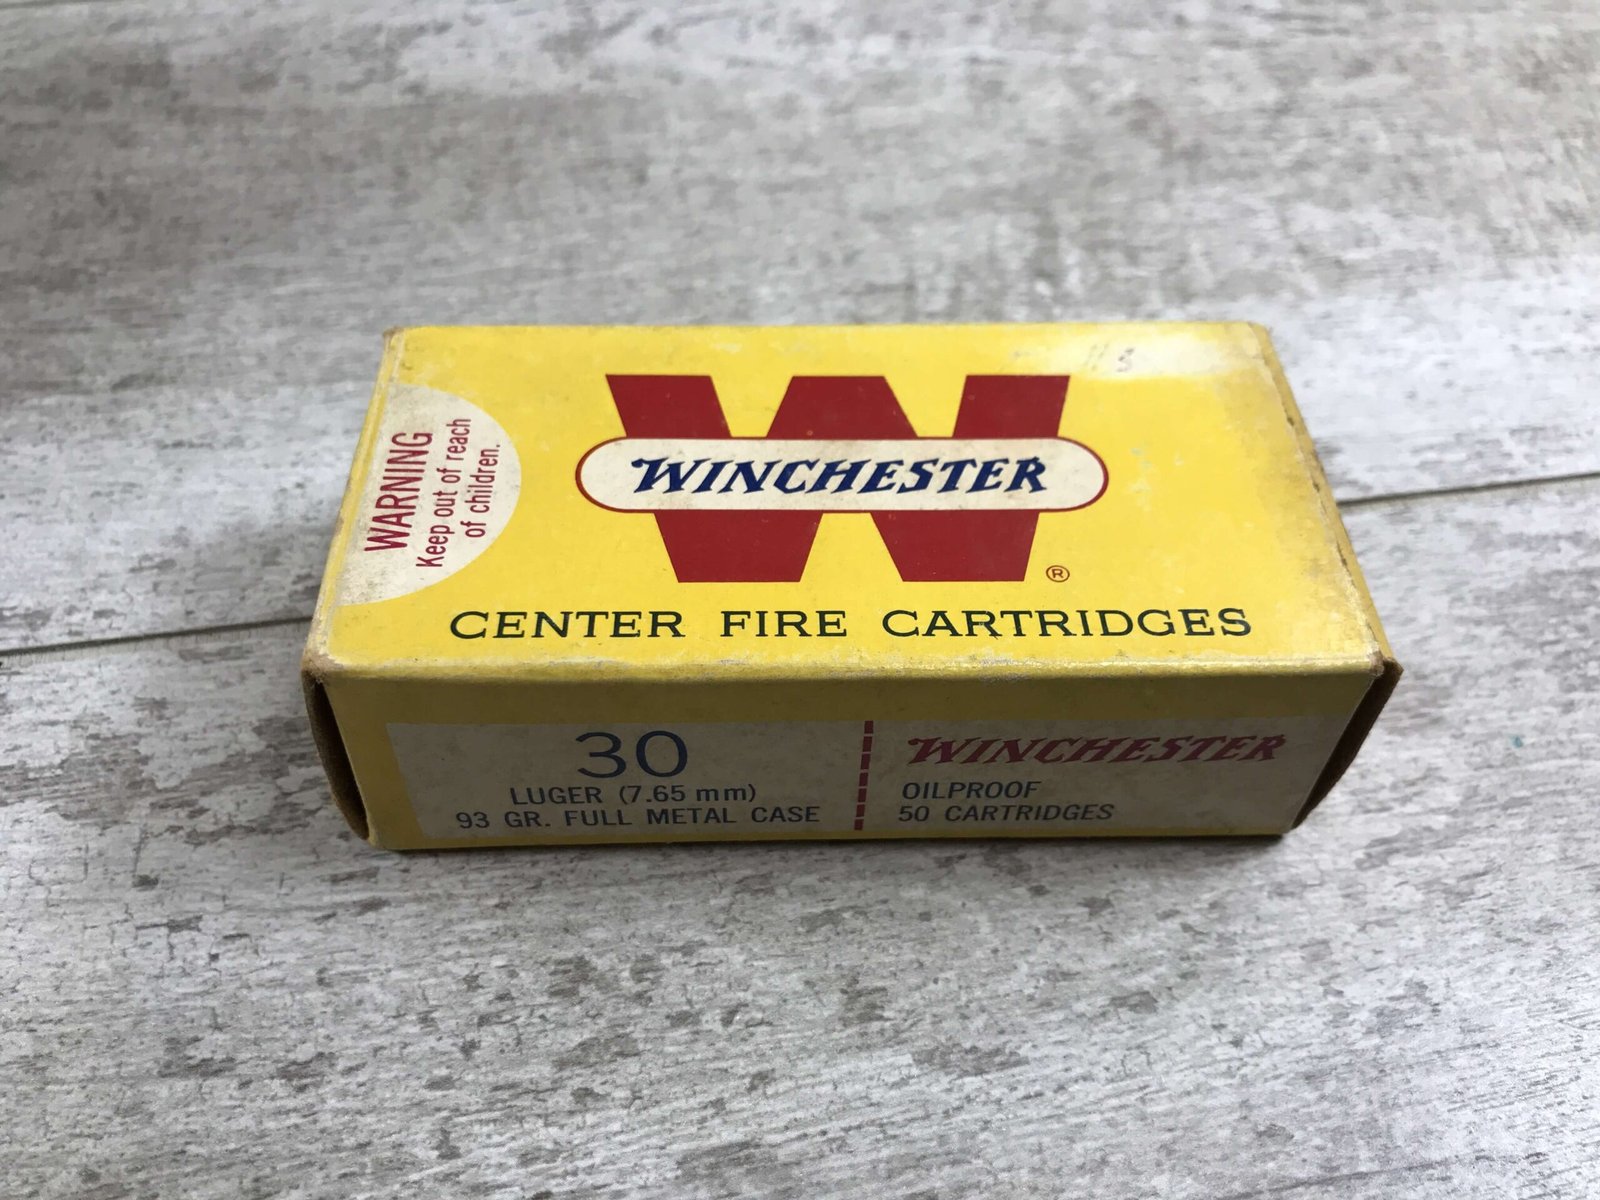 WARNING
Keep out of reach
of children.
WINCHESTER
®
CENTER FIRE CARTRIDGES
30
LUGER (7.65 mm)
93 GR. FULL METAL CASE
WINCHESTER
OILPROOF
50 CARTRIDGES